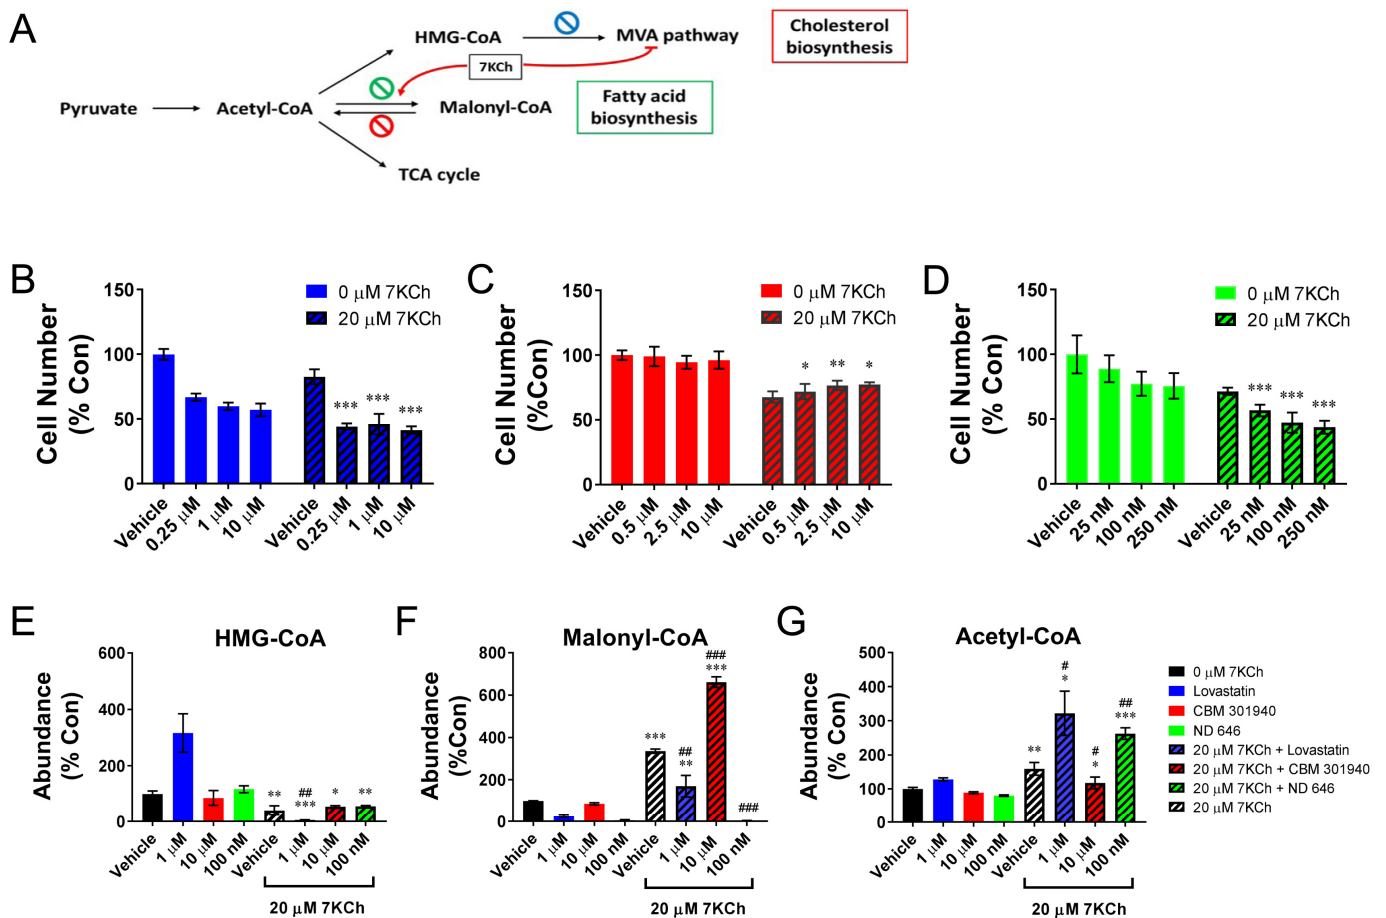 A
HMG-CoA
MVA pathway
Cholesterol
biosynthesis
7KCh
Pyruvate
Acetyl-CoA
Malonyl-CoA
Fatty acid
biosynthesis
TCA cycle
B
Cell Number
(% Con)
150
100
50
0
0 μM 7KCh
20 μM 7KCh
*** *** ***
Vehicle
0.25 μM
1 μM
10 μM
Vehicle
0.25 μM
1 μM
10 μM
C
Cell Number
(%Con)
150
100
50
0
0 μM 7KCh
20 μM 7KCh
* ** *
Vehicle
0.5 μM
2.5 μM
10 μM
Vehicle
0.5 μM
2.5 μM
10 μM
D
Cell Number
(% Con)
150
100
50
0
0 μM 7KCh
20 μM 7KCh
*** *** ***
Vehicle
25 nM
100 nM
250 nM
Vehicle
25 nM
100 nM
250 nM
E
HMG-CoA
Abundance
(% Con)
600
400
200
0
**
##
***
*
**
Vehicle
1 μM
10 μM
100 nM
Vehicle
1 μM
10 μM
100 nM
20 μM 7KCh
F
Malonyl-CoA
Abundance
(%Con)
800
600
400
200
0
***
##
**
###
***
###
Vehicle
1 μM
10 μM
100 nM
Vehicle
1 μM
10 μM
100 nM
20 μM 7KCh
G
Acetyl-CoA
Abundance
(% Con)
500
400
300
200
100
0
**
#
*
#
*
##
***
Vehicle
1 μM
10 μM
100 nM
Vehicle
1 μM
10 μM
100 nM
20 μM 7KCh
0 μM 7KCh
Lovastatin
CBM 301940
ND 646
20 μM 7KCh + Lovastatin
20 μM 7KCh + CBM 301940
20 μM 7KCh + ND 646
20 μM 7KCh